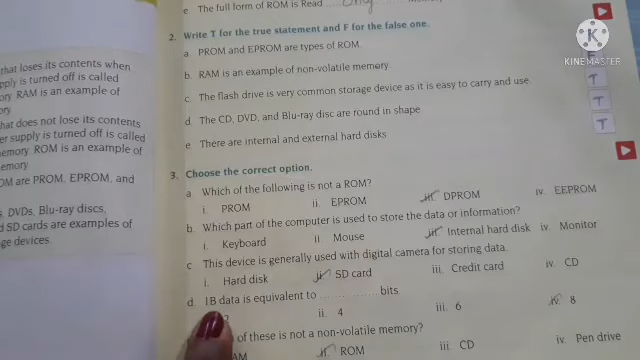 e. The full form of ROM is Read Only
2. Write T for the true statement and F for the false one.
a. PROM and EPROM are types of ROM.
b. RAM is an example of non-volatile memory.
c. The flash drive is very common storage device as it is easy to carry and use.
d The CD, DVD, and Blu-ray disc are round in shape
e There are internal and external hard disks
KINEMASTER
T
T
T
that loses its contents when
supply is turned off is called
RAM is an example of
that does not lose its contents
supply is turned off is called
memory. ROM is an example of
memory.
are PROM, EPROM, and
DVDs, Blu-ray discs,
SD cards are examples of
devices.
3. Choose the correct option.
a Which of the following is not a ROM?
i. PROM ii. EPROM iii. DPROM iv. EEPROM
b. Which part of the computer is used to store the data or information?
i. Keyboard ii Mouse iii. Internal hard disk iv. Monitor
c This device is generally used with digital camera for storing data.
i. Hard disk ii. SD card iii. Credit card iv. CD
d 1B data is equivalent to .................. bits
2 ii. 4 iii. 6 iv. 8
of these is not a non-volatile memory?
ii. ROM iii. CD iv. Pen drive